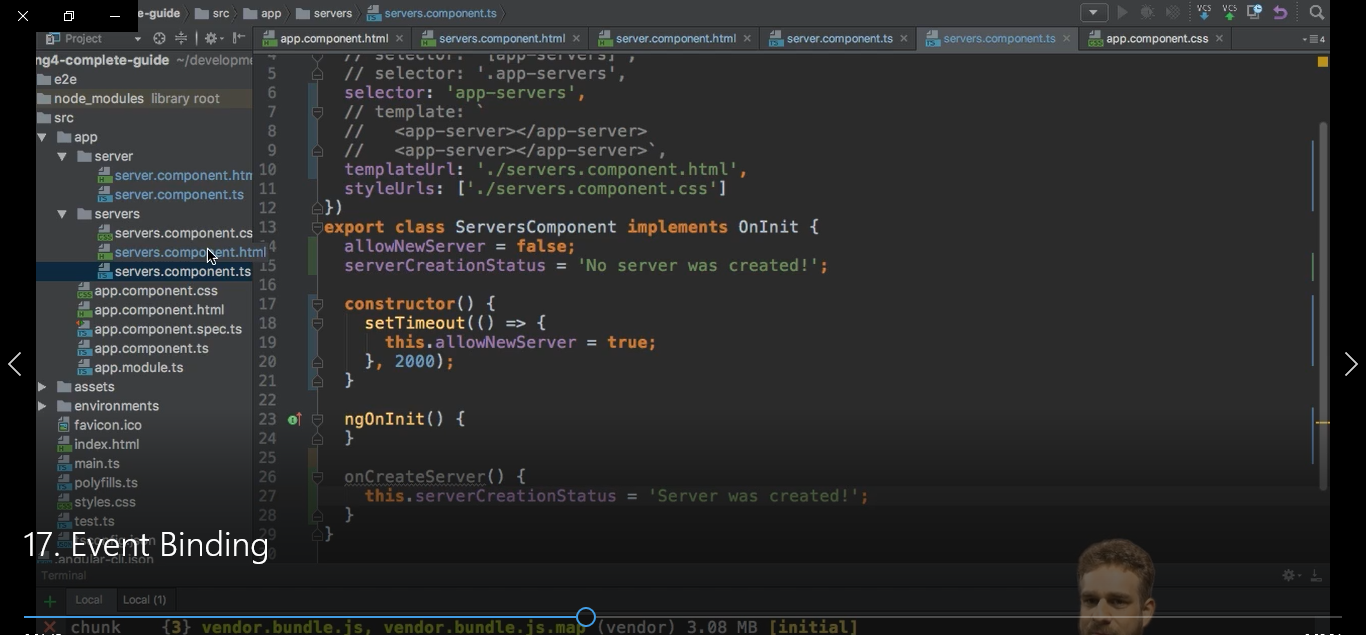 e-guide src app servers servers.component.ts
Project
app.component.html servers.component.html server.component.html server.component.ts servers.component.ts app.component.css
4
ng4-complete-guide ~/developme
e2e
node_modules library root
src
app
server
server.component.htm
server.component.ts
servers
servers.component.cs
servers.component.html
servers.component.ts
app.component.css
app.component.html
app.component.spec.ts
app.component.ts
app.module.ts
assets
environments
favicon.ico
index.html
main.ts
polyfills.ts
styles.css
test.ts
.angular-cli.json
4 // selector: '[app-servers]',
5 // selector: '.app-servers',
6 selector: 'app-servers',
7 // template: `
8 // <app-server></app-server>
9 // <app-server></app-server>`,
10 templateUrl: './servers.component.html',
11 styleUrls: ['./servers.component.css']
12 })
13 export class ServersComponent implements OnInit {
14 allowNewServer = false;
15 serverCreationStatus = 'No server was created!';
16
17 constructor() {
18 setTimeout(() => {
19 this.allowNewServer = true;
20 }, 2000);
21 }
22
23 ngOnInit() {
24 }
25
26 onCreateServer() {
27 this.serverCreationStatus = 'Server was created!';
28 }
29 }
17. Event Binding
Terminal
Local Local (1)
chunk {3} vendor.bundle.js, vendor.bundle.js.map (vendor) 3.08 MB [initial]
VCS VCS